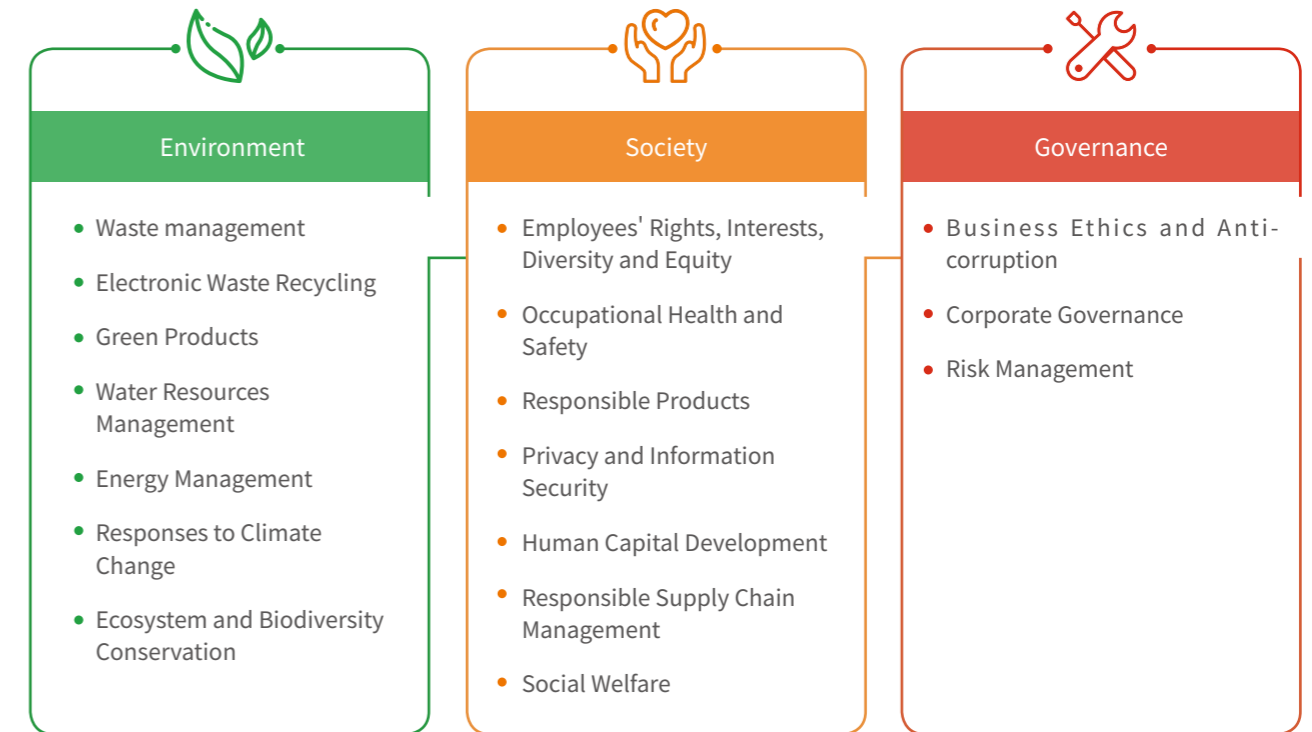 Environment
Waste management
Electronic Waste Recycling
Green Products
Water Resources
Management
Energy Management
Responses to Climate
Change
Ecosystem and Biodiversity
Conservation
Society
Employees' Rights, Interests,
Diversity and Equity
Occupational Health and
Safety
Responsible Products
Privacy and Information
Security
Human Capital Development
Responsible Supply Chain
Management
Social Welfare
Governance
Business Ethics and Anti-
corruption
Corporate Governance
Risk Management